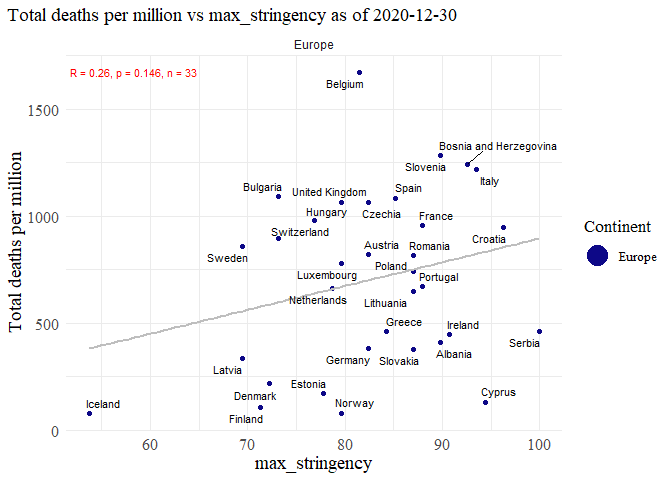 Total deaths per million vs max_stringency as of 2020-12-30
Europe
R = 0.26, p = 0.146, n = 33
Belgium
1500
Bosnia and Herzegovina
Slovenia
Italy
Bulgaria
United Kingdom
Spain
Hungary
Czechia
France
1000
Switzerland
Croatia
Sweden
Austria
Romania
Luxembourg
Poland
Portugal
Netherlands
Lithuania
500
Greece
Ireland
Serbia
Germany
Slovakia
Albania
Latvia
Estonia
Denmark
Cyprus
Iceland
Finland
Norway
0
60 70 80 90 100
max_stringency
Total deaths per million
Continent
Europe